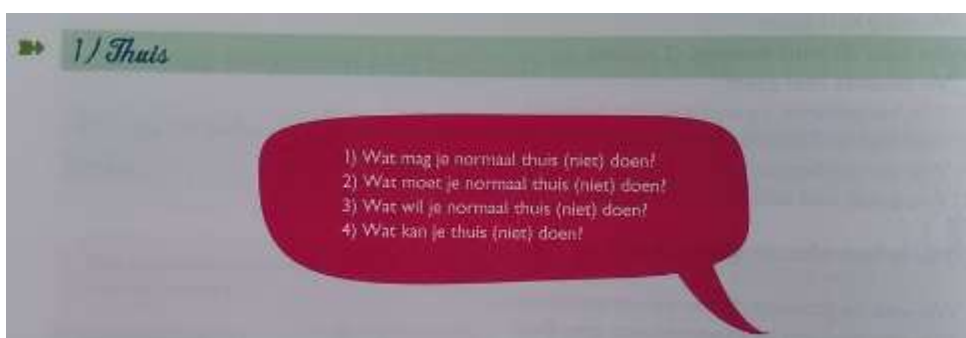 1/ Thuis
1) Wat mag je normaal thuis (niet) doen?
2) Wat moet je normaal thuis (niet) doen?
3) Wat wil je normaal thuis (niet) doen?
4) Wat kan je thuis (niet) doen?